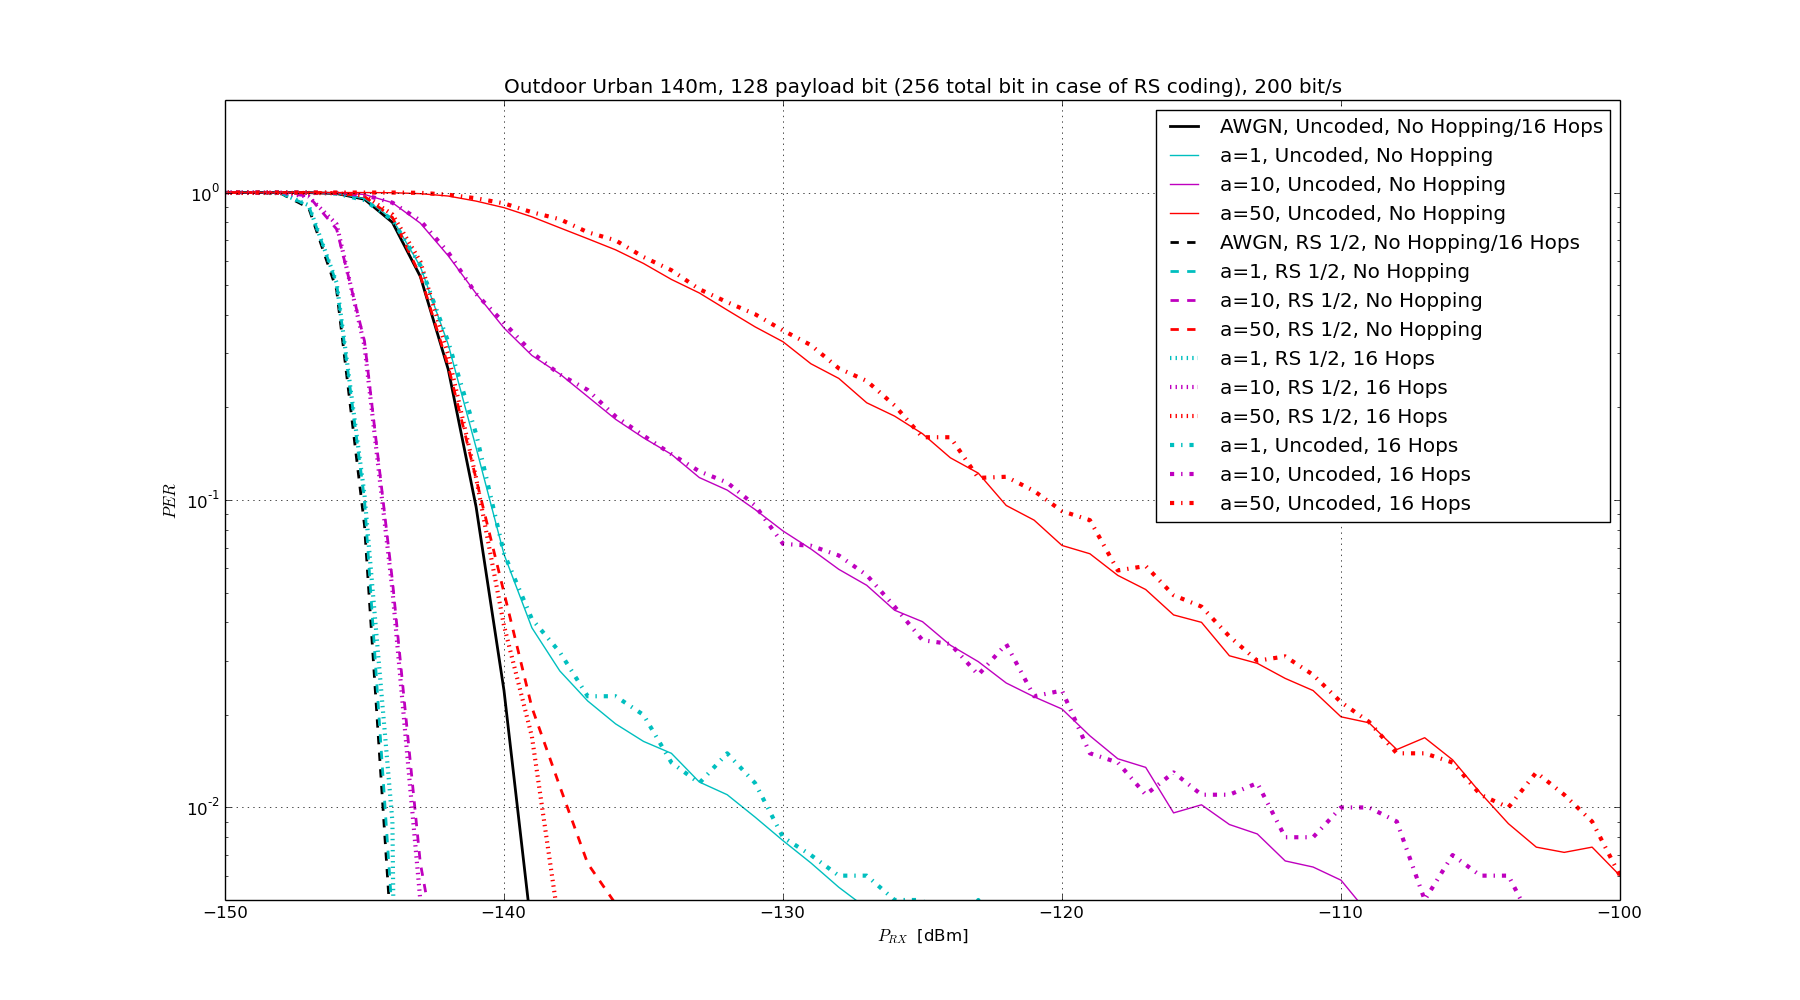 Outdoor Urban 140m, 128 payload bit (256 total bit in case of RS coding), 200 bit/s
AWGN, Uncoded, No Hopping/16 Hops
a=1, Uncoded, No Hopping
a=10, Uncoded, No Hopping
a=50, Uncoded, No Hopping
AWGN, RS 1/2, No Hopping/16 Hops
a=1, RS 1/2, No Hopping
a=10, RS 1/2, No Hopping
a=50, RS 1/2, No Hopping
a=1, RS 1/2, 16 Hops
a=10, RS 1/2, 16 Hops
a=50, RS 1/2, 16 Hops
a=1, Uncoded, 16 Hops
a=10, Uncoded, 16 Hops
a=50, Uncoded, 16 Hops
10^0
10^-1
10^-2
PER
−150 −140 −130 −120 −110 −100
P_RX [dBm]